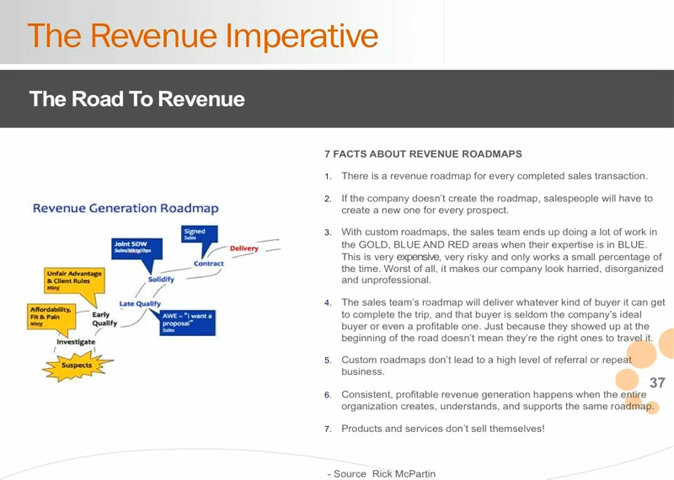 The Revenue Imperative
The Road To Revenue
Revenue Generation Roadmap
Signed
Sales
Joint SOW
Sales/Mktg/Ops
Delivery
Contract
Unfair Advantage
& Client Rules
Mktg
Solidify
Late Qualify
Affordability,
Fit & Pain
Mktg
Early
Qualify
AWE – "I want a
proposal"
Sales
Investigate
Suspects
7 FACTS ABOUT REVENUE ROADMAPS
1. There is a revenue roadmap for every completed sales transaction.
2. If the company doesn't create the roadmap, salespeople will have to
create a new one for every prospect.
3. With custom roadmaps, the sales team ends up doing a lot of work in
the GOLD, BLUE AND RED areas when their expertise is in BLUE.
This is very expensive, very risky and only works a small percentage of
the time. Worst of all, it makes our company look harried, disorganized
and unprofessional.
4. The sales team's roadmap will deliver whatever kind of buyer it can get
to complete the trip, and that buyer is seldom the company's ideal
buyer or even a profitable one. Just because they showed up at the
beginning of the road doesn't mean they're the right ones to travel it.
5. Custom roadmaps don't lead to a high level of referral or repeat
business.
37
6. Consistent, profitable revenue generation happens when the entire
organization creates, understands, and supports the same roadmap.
7. Products and services don't sell themselves!
- Source Rick McPartin